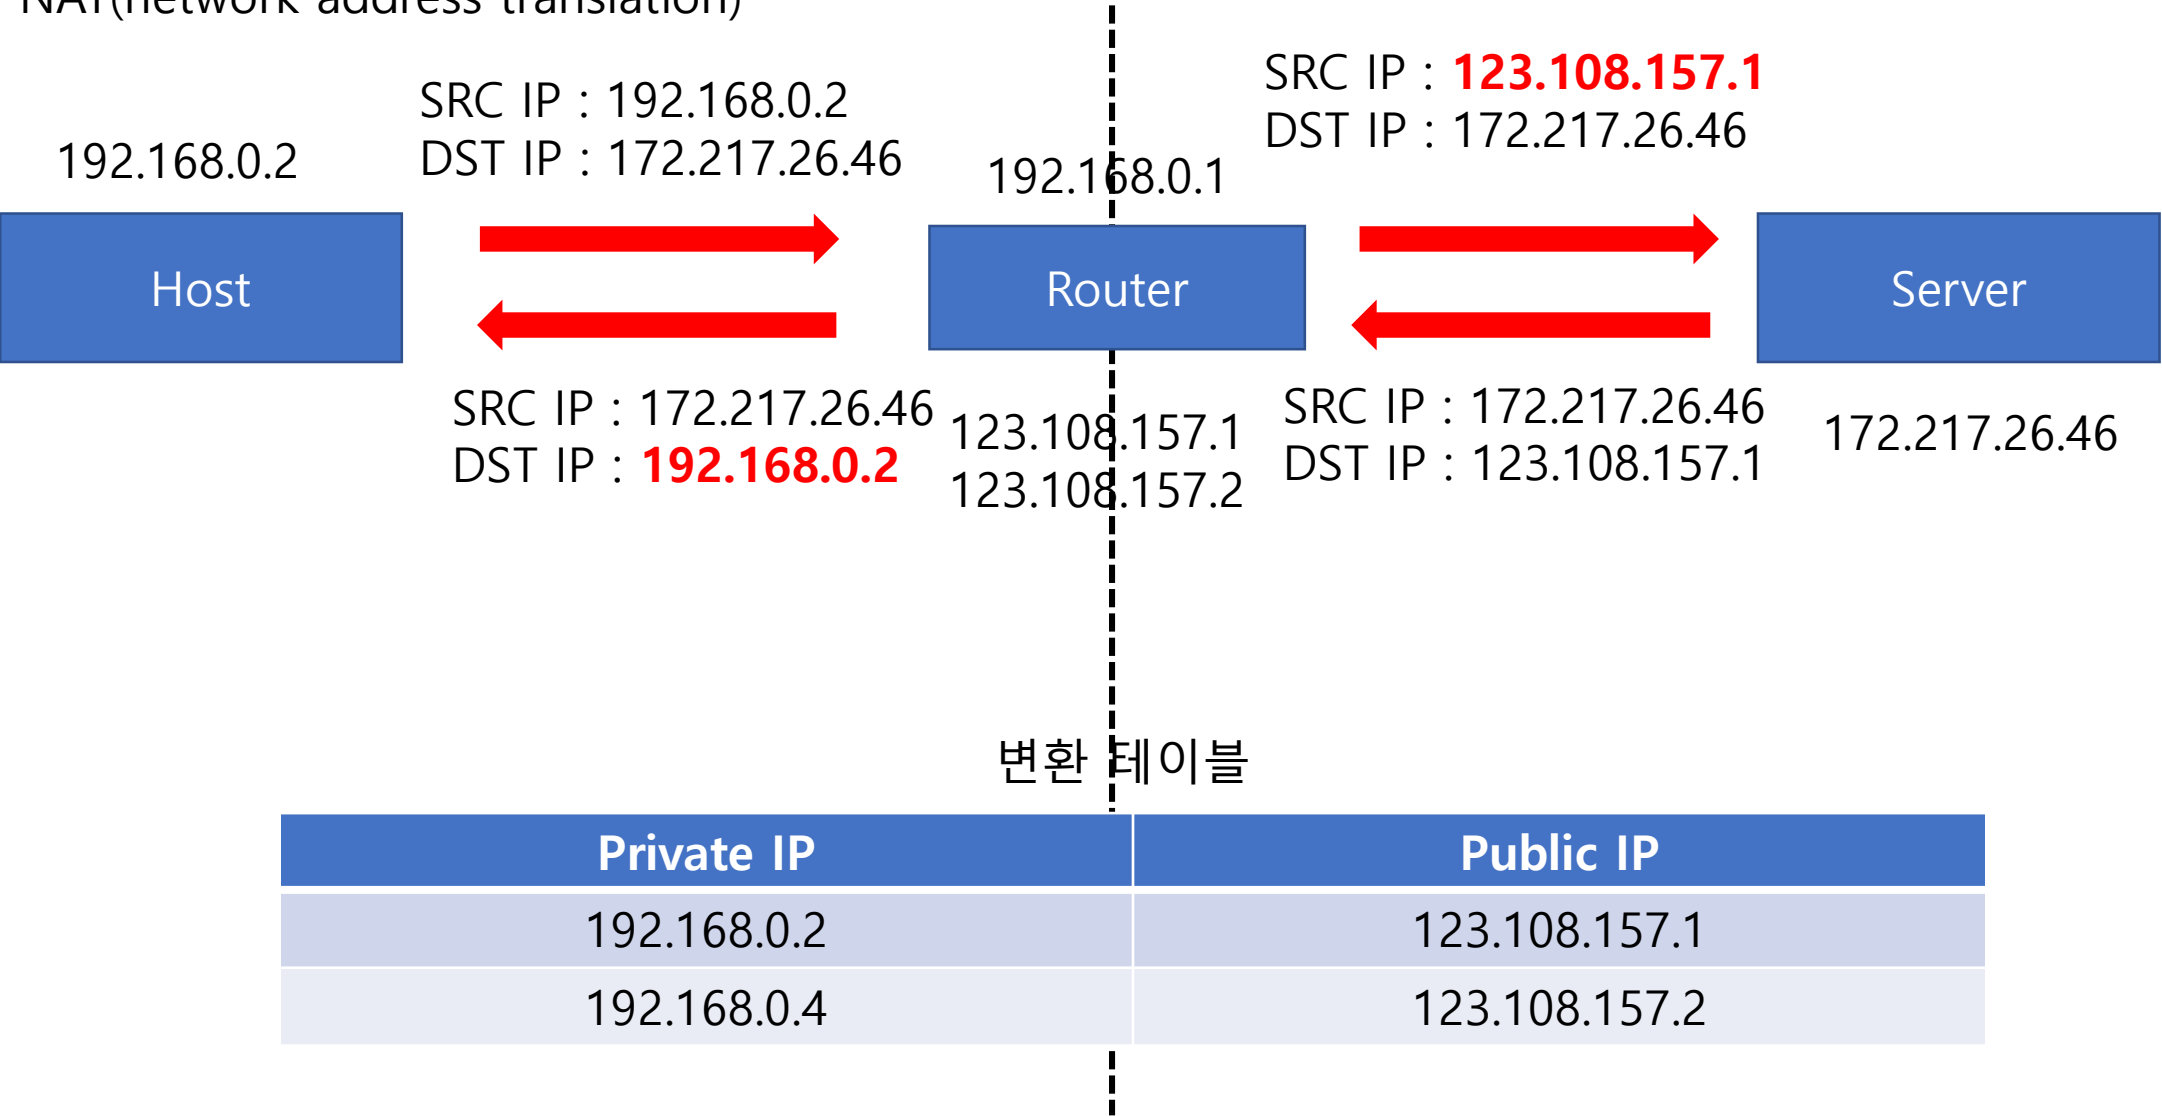 NAT(network address translation)
SRC IP : 192.168.0.2
DST IP : 172.217.26.46
SRC IP : 123.108.157.1
DST IP : 172.217.26.46
192.168.0.2
192.168.0.1
Host
Router
Server
SRC IP : 172.217.26.46
DST IP : 192.168.0.2
123.108.157.1
123.108.157.2
SRC IP : 172.217.26.46
DST IP : 123.108.157.1
172.217.26.46
변환 테이블
Private IP Public IP
192.168.0.2 123.108.157.1
192.168.0.4 123.108.157.2